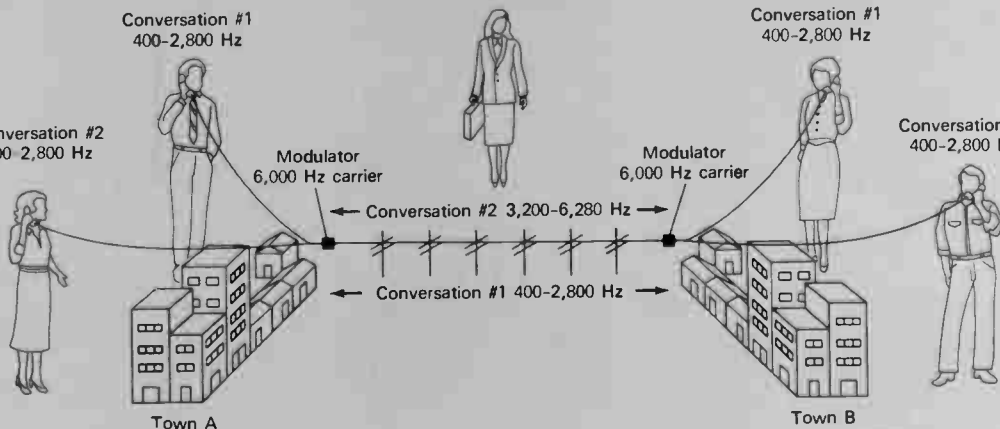 Conversation #1
400-2,800 Hz
Conversation #1
400-2,800 Hz
nversation #2
00-2,800 Hz
Conversation
400-2,800 H
Modulator
6,000 Hz carrier
Modulator
6,000 Hz carrier
Conversation #2 3,200-6,280 Hz
Conversation #1 400-2,800 Hz
Town A
Town B